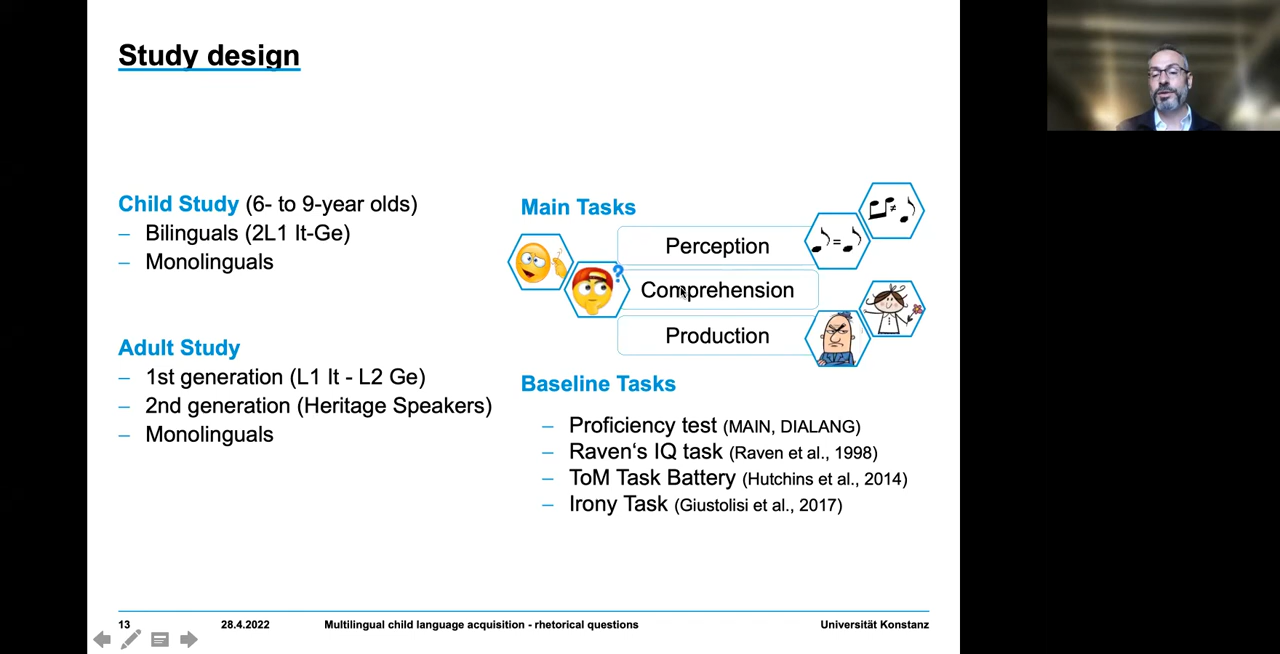 Study design
Child Study (6- to 9-year olds)
– Bilinguals (2L1 It-Ge)
– Monolinguals
Adult Study
– 1st generation (L1 It - L2 Ge)
– 2nd generation (Heritage Speakers)
– Monolinguals
Main Tasks
Perception
?
Comprehension
Production
Baseline Tasks
– Proficiency test (MAIN, DIALANG)
– Raven‘s IQ task (Raven et al., 1998)
– ToM Task Battery (Hutchins et al., 2014)
– Irony Task (Giustolisi et al., 2017)
13 28.4.2022 Multilingual child language acquisition - rhetorical questions Universität Konstanz